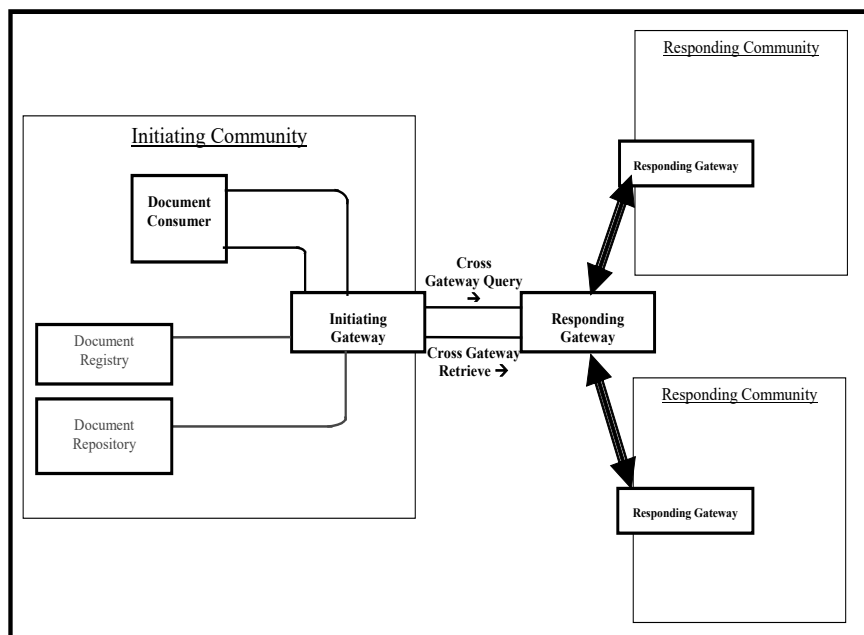 Responding Community
Responding Gateway
Initiating Community
Document
Consumer
Cross
Gateway Query
→
Initiating
Gateway
Responding
Gateway
Document
Registry
Cross Gateway
Retrieve →
Document
Repository
Responding Community
Responding Gateway